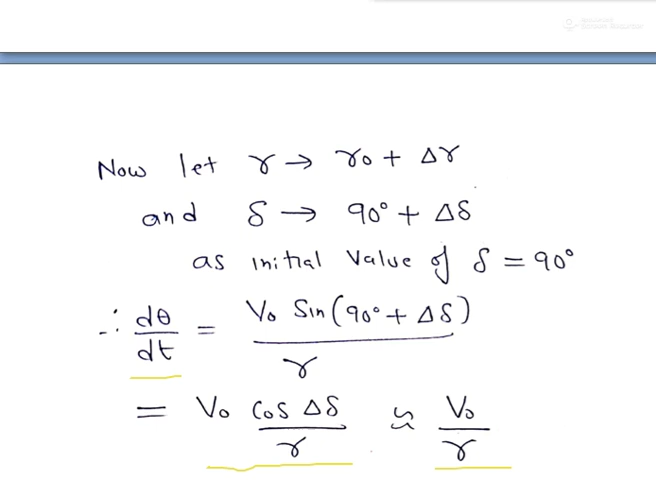 Now let r → r₀ + Δr
and δ → 90° + Δδ
as initial value of δ = 90°
∴ dθ/dt = V₀ Sin(90° + Δδ)/r
= V₀ Cos Δδ/r ≈ V₀/r